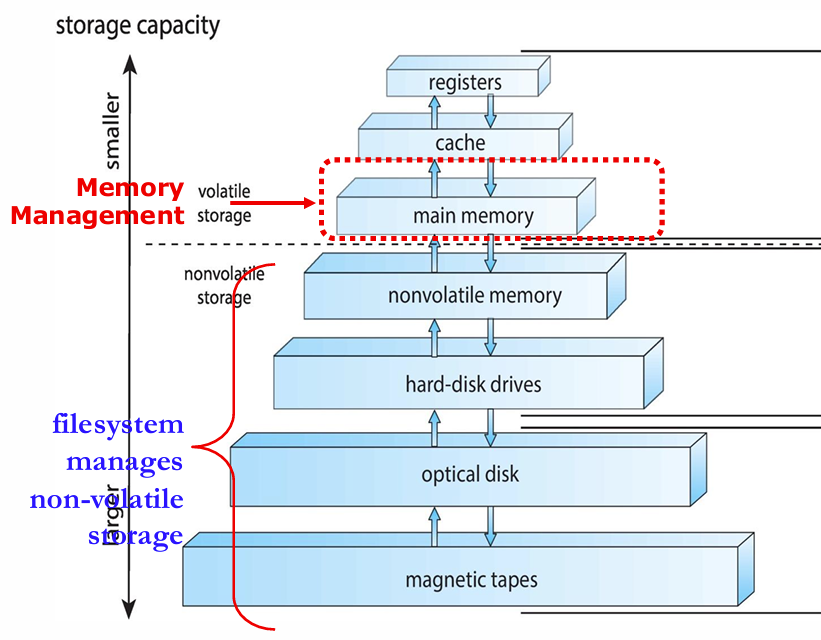 storage capacity
smaller
registers
cache
Memory
Management
volatile
storage
main memory
nonvolatile
storage
nonvolatile memory
hard-disk drives
filesystem
manages
non-volatile
storage
larger
optical disk
magnetic tapes